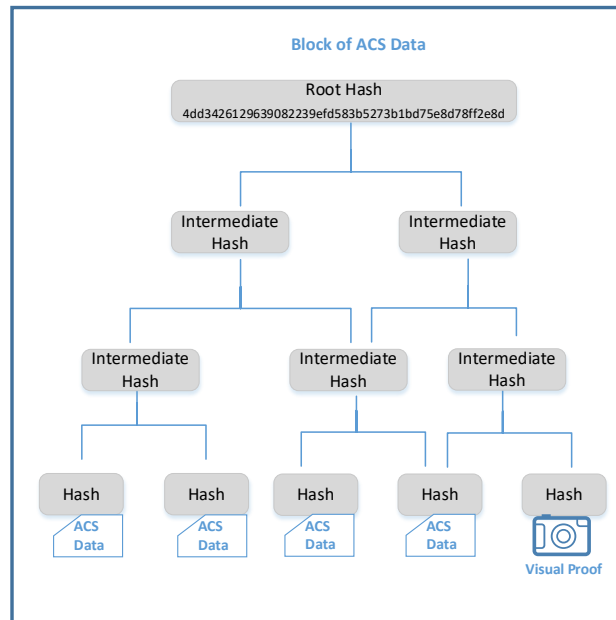 Block of ACS Data
Root Hash
4dd3426129639082239efd583b5273b1bd75e8d78ff2e8d
Intermediate
Hash
Intermediate
Hash
Intermediate
Hash
Intermediate
Hash
Intermediate
Hash
Hash
Hash
Hash
Hash
Hash
ACS
Data
ACS
Data
ACS
Data
ACS
Data
Visual Proof